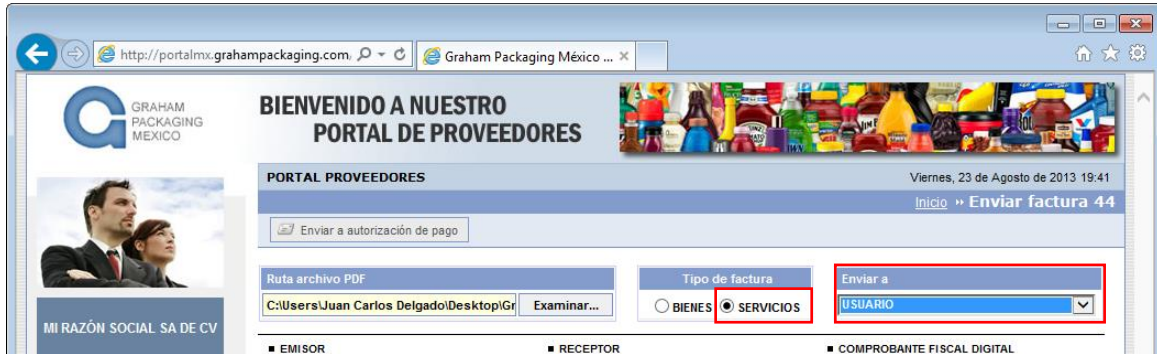 http://portalmx.grahampackaging.com,
Graham Packaging México ...
GRAHAM
PACKAGING
MEXICO
BIENVENIDO A NUESTRO
PORTAL DE PROVEEDORES
PORTAL PROVEEDORES
Viernes, 23 de Agosto de 2013 19:41
Inicio » Enviar factura 44
Enviar a autorización de pago
Ruta archivo PDF
Tipo de factura
Enviar a
C:\Users\Juan Carlos Delgado\Desktop\Gr
Examinar...
BIENES
SERVICIOS
USUARIO
MI RAZÓN SOCIAL SA DE CV
EMISOR
RECEPTOR
COMPROBANTE FISCAL DIGITAL